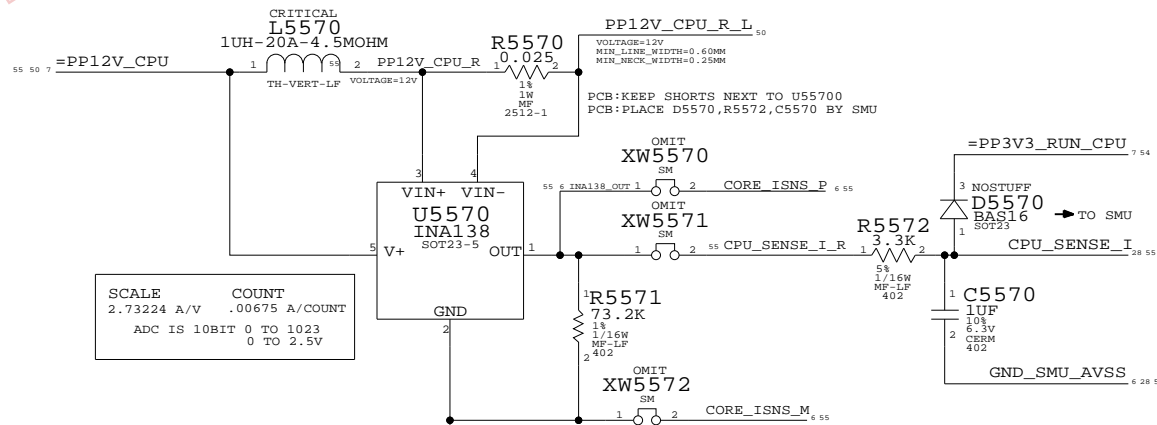 CRITICAL
L5570
1UH-20A-4.5MOHM
55 50 7
=PP12V_CPU
1
55
2
TH-VERT-LF
PP12V_CPU_R
VOLTAGE=12V
R5570
0.025
1
2
1%
1W
MF
2512-1
PP12V_CPU_R_L
50
VOLTAGE=12V
MIN_LINE_WIDTH=0.60MM
MIN_NECK_WIDTH=0.25MM
PCB:KEEP SHORTS NEXT TO U55700
PCB:PLACE D5570,R5572,C5570 BY SMU
3
4
VIN+ VIN-
U5570
INA138
SOT23-5
5
V+
OUT
1
GND
2
OMIT
XW5570
SM
55 6 INA138_OUT
1
2
CORE_ISNS_P
6 55
OMIT
XW5571
SM
1
2
55 CPU_SENSE_I_R
R5572
3.3K
1
2
5%
1/16W
MF-LF
402
=PP3V3_RUN_CPU
7 54
3 NOSTUFF
D5570
BAS16
SOT23
1
TO SMU
CPU_SENSE_I
28 55
SCALE COUNT
2.73224 A/V .00675 A/COUNT
ADC IS 10BIT 0 TO 1023
0 TO 2.5V
1
R5571
73.2K
1%
1/16W
MF-LF
402
2
1
C5570
1UF
10%
6.3V
CERM
402
2
GND_SMU_AVSS
6 28 5
OMIT
XW5572
SM
1
2
CORE_ISNS_M
6 55